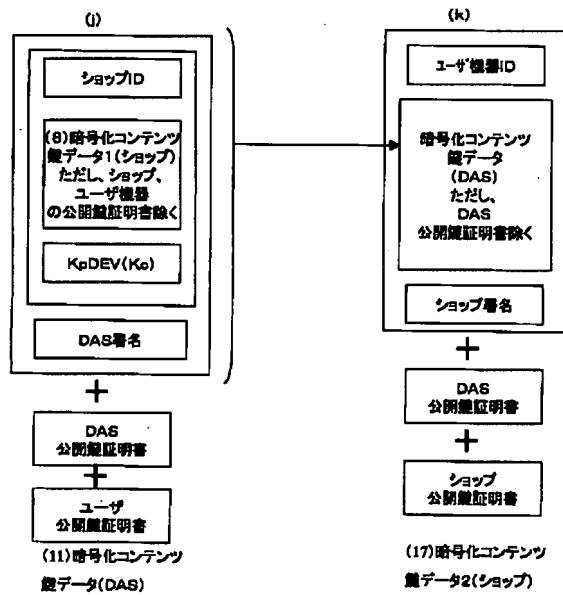 (j)
ショップID
(8)暗号化コンテンツ
鍵データ1(ショップ)
ただし、ショップ、
ユーザ機器
の公開鍵証明書除く
KpDEV(Kc)
DAS署名
+
DAS
公開鍵証明書
+
ユーザ
公開鍵証明書
(11)暗号化コンテンツ
鍵データ(DAS)
(k)
ユーザ機器ID
暗号化コンテンツ
鍵データ
(DAS)
ただし、
DAS
公開鍵証明書除く
ショップ署名
+
DAS
公開鍵証明書
+
ショップ
公開鍵証明書
(17)暗号化コンテンツ
鍵データ2(ショップ)